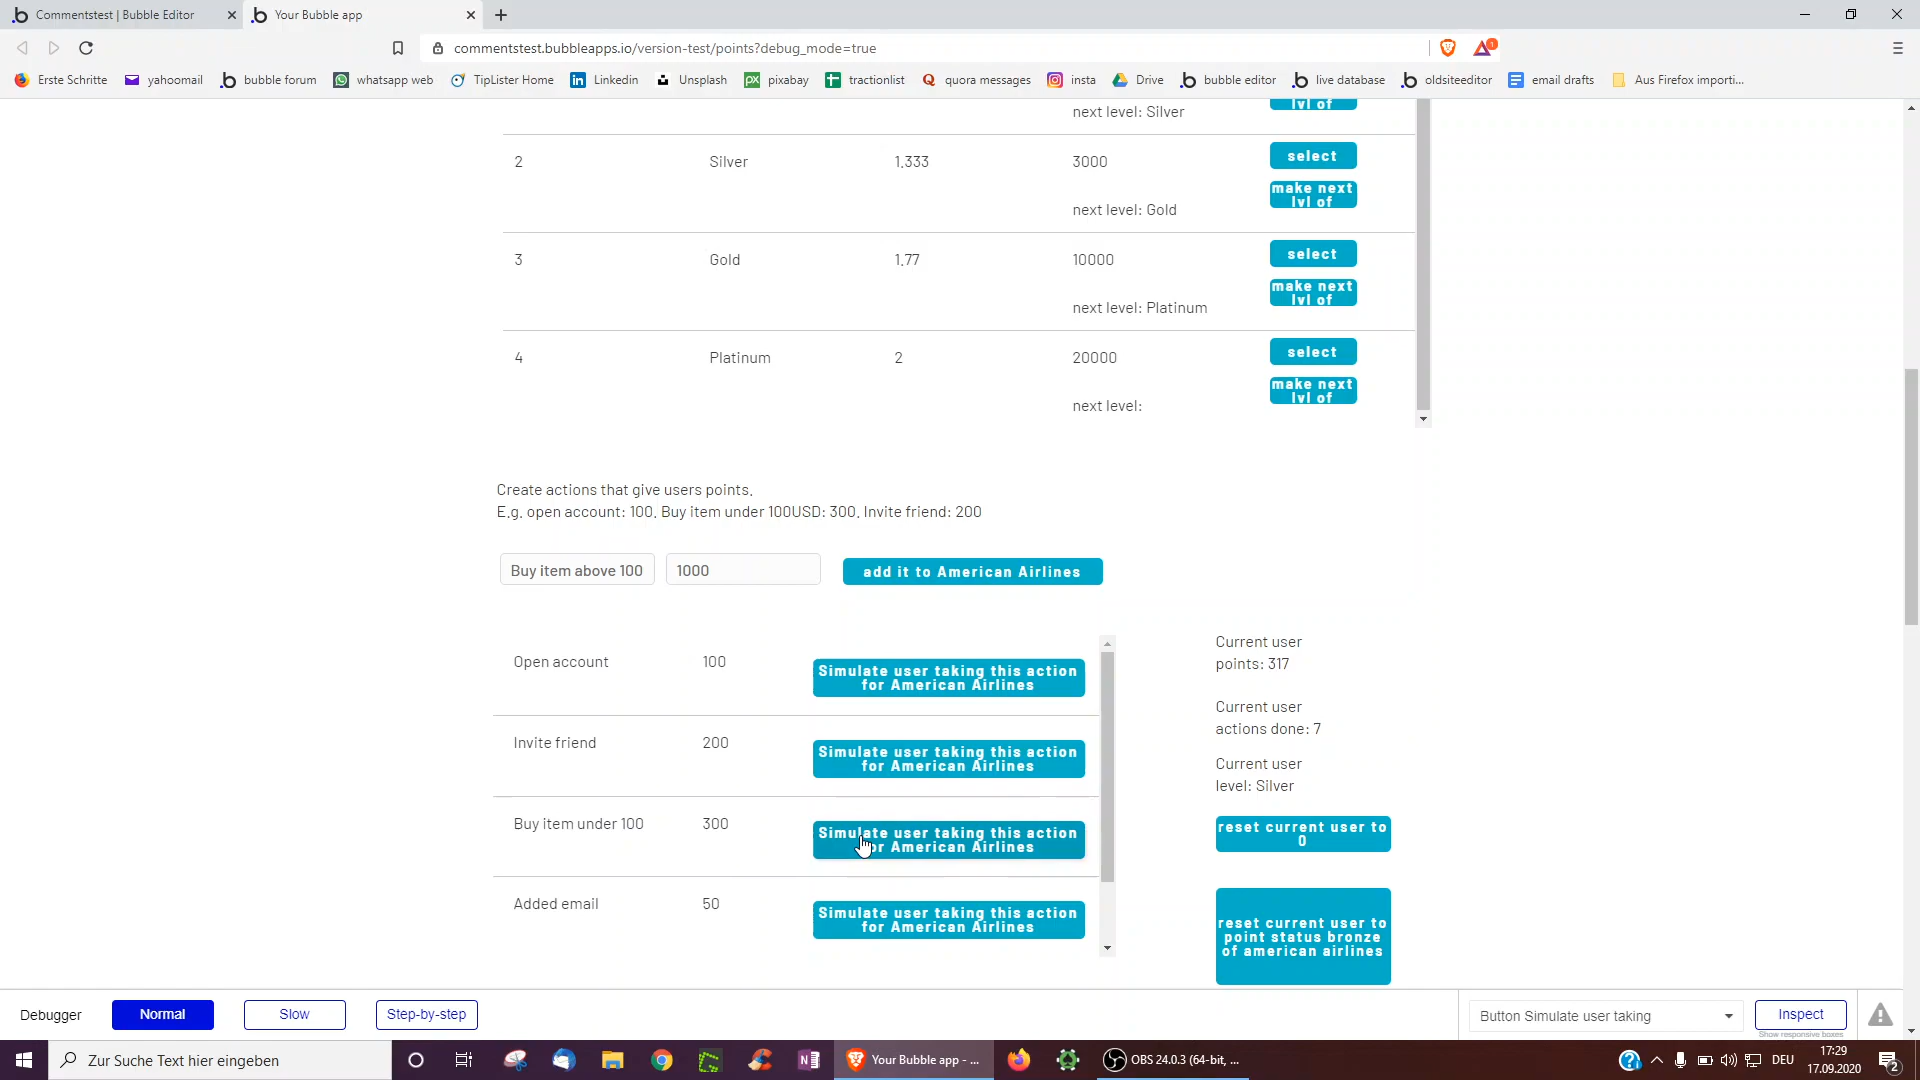 Commentstest | Bubble Editor
Your Bubble app
commentstest.bubbleapps.io/version-test/points?debug_mode=true
1
Erste Schritte
yahoomail
bubble forum
whatsapp web
TipLister Home
Linkedin
Unsplash
pixabay
tractionlist
quora messages
insta
Drive
bubble editor
live database
oldsiteeditor
email drafts
Aus Firefox importi...
next level: Silver
lvl of
2 Silver 1.333 3000
select
make next
lvl of
next level: Gold
3 Gold 1.77 10000
select
make next
lvl of
next level: Platinum
4 Platinum 2 20000
select
make next
lvl of
next level:
Create actions that give users points.
E.g. open account: 100. Buy item under 100USD: 300. Invite friend: 200
Buy item above 100
1000
add it to American Airlines
Open account 100
Simulate user taking this action
for American Airlines
Invite friend 200
Simulate user taking this action
for American Airlines
Buy item under 100 300
Simulate user taking this action
for American Airlines
Added email 50
Simulate user taking this action
for American Airlines
Current user
points: 317
Current user
actions done: 7
Current user
level: Silver
reset current user to
0
reset current user to
point status bronze
of american airlines
Debugger
Normal
Slow
Step-by-step
Button Simulate user taking
Inspect
Show responsive boxes
Zur Suche Text hier eingeben
Your Bubble app - ...
OBS 24.0.3 (64-bit, ...
DEU
17:29
17.09.2020
2